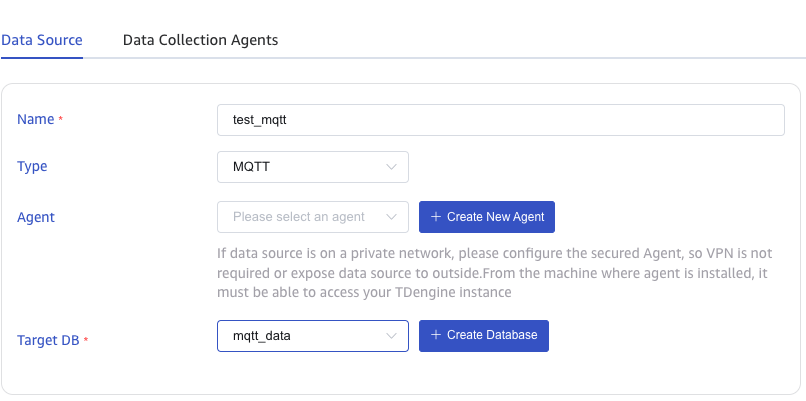 Data Source Data Collection Agents
Name * test_mqtt
Type MQTT
Agent Please select an agent + Create New Agent
If data source is on a private network, please configure the secured Agent, so VPN is not
required or expose data source to outside.From the machine where agent is installed, it
must be able to access your TDengine instance
Target DB * mqtt_data + Create Database